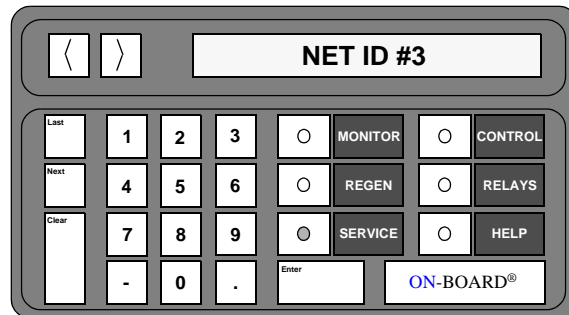 〈 〉 NET ID #3
Last 1 2 3 MONITOR CONTROL
Next 4 5 6 REGEN RELAYS
Clear 7 8 9 SERVICE HELP
- 0 . Enter ON-BOARD®